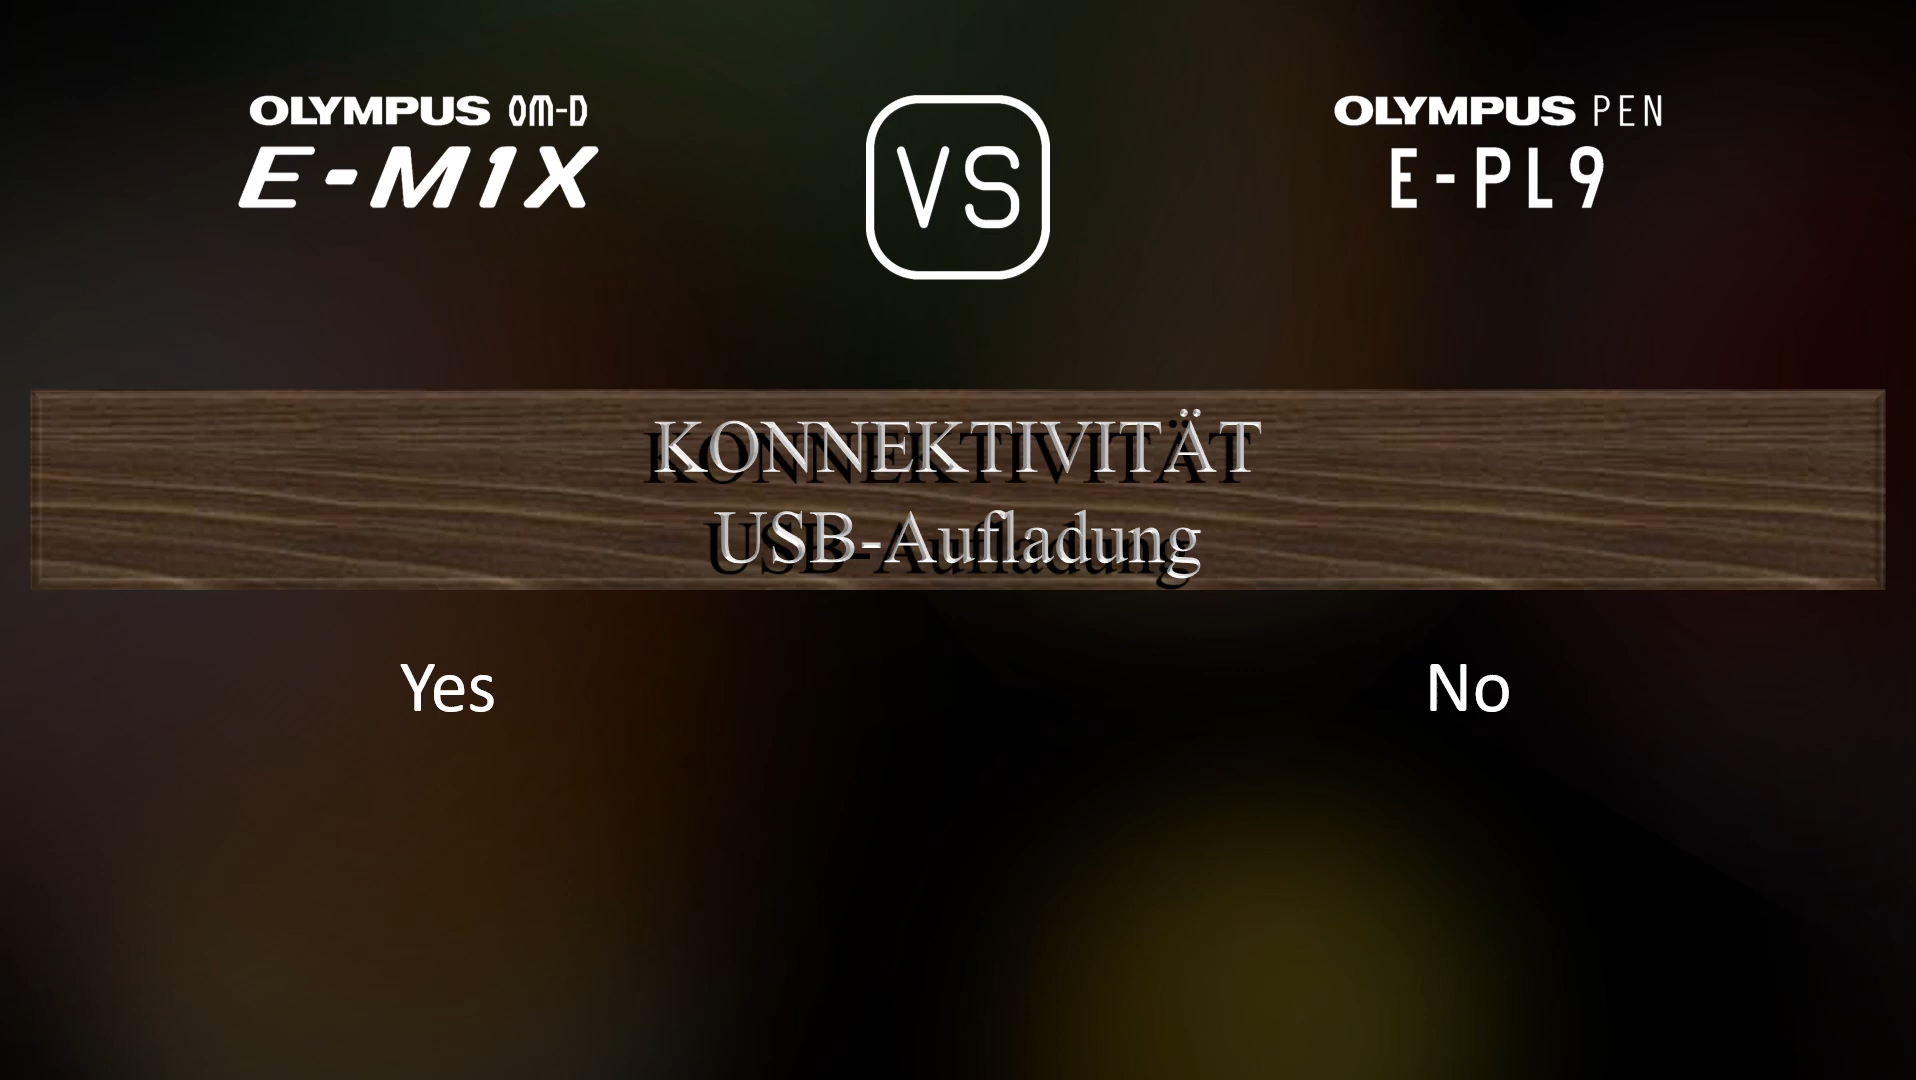 OLYMPUS OM-D
E-M1X
VS
OLYMPUS PEN
E-PL9
KONNEKTIVITÄT
USB-Aufladung
Yes
No